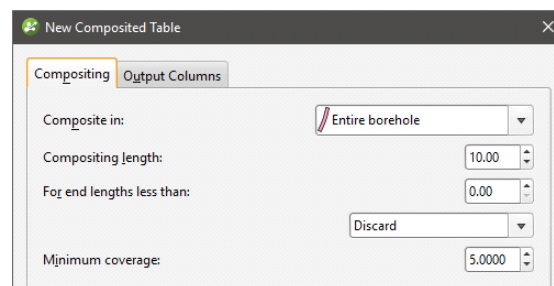 New Composited Table
Compositing Output Columns
Composite in: Entire borehole
Compositing length: 10.00
For end lengths less than: 0.00
Discard
Minimum coverage: 5.0000